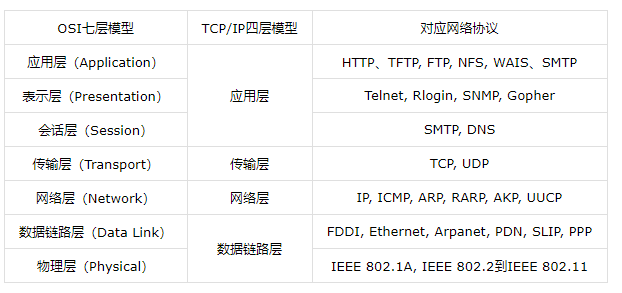 OSI七层模型 TCP/IP四层模型 对应网络协议
应用层（Application） HTTP、TFTP, FTP, NFS, WAIS、SMTP
表示层（Presentation） 应用层 Telnet, Rlogin, SNMP, Gopher
会话层（Session） SMTP, DNS
传输层（Transport） 传输层 TCP, UDP
网络层（Network） 网络层 IP, ICMP, ARP, RARP, AKP, UUCP
数据链路层（Data Link） 数据链路层 FDDI, Ethernet, Arpanet, PDN, SLIP, PPP
物理层（Physical） IEEE 802.1A, IEEE 802.2到IEEE 802.11